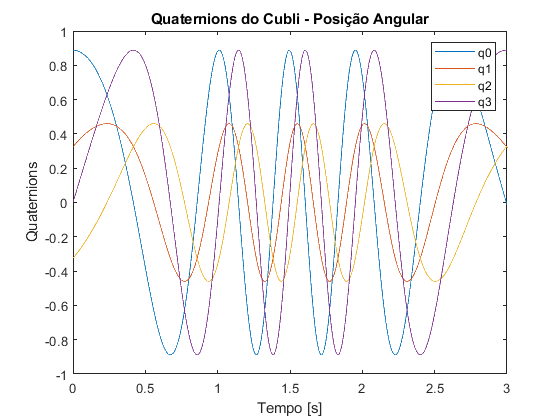 Quaternions do Cubli - Posição Angular
1
0.8
0.6
0.4
0.2
0
-0.2
-0.4
-0.6
-0.8
-1
Quaternions
q0
q1
q2
q3
0 0.5 1 1.5 2 2.5 3
Tempo [s]